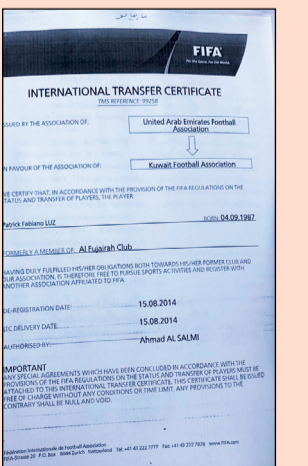 FIFA
For the Game. For the World.
INTERNATIONAL TRANSFER CERTIFICATE
TMS REFERENCE: 99258
SSUED BY THE ASSOCIATION OF:
United Arab Emirates Football
Association
N FAVOUR OF THE ASSOCIATION OF:
Kuwait Football Association
VE CERTIFY THAT, IN ACCORDANCE WITH THE PROVISION OF THE FIFA REGULATIONS ON THE
TATUS AND TRANSFER OF PLAYERS, THE PLAYER:
Patrick Fabiano LUZ
BORN: 04.09.1987
FORMERLY A MEMBER OF: Al Fujairah Club
HAVING DULY FULFILLED HIS/HER OBLIGATIONS BOTH TOWARDS HIS/HER FORMER CLUB AND
OUR ASSOCIATION, IS THEREFORE FREE TO PURSUE SPORTS ACTIVITIES AND REGISTER WITH
ANOTHER ASSOCIATION AFFILIATED TO FIFA.
DE-REGISTRATION DATE:
15.08.2014
ITC DELIVERY DATE:
15.08.2014
AUTHORISED BY:
Ahmad AL SALMI
IMPORTANT
ANY SPECIAL AGREEMENTS WHICH HAVE BEEN CONCLUDED IN ACCORDANCE WITH THE
PROVISIONS OF THE FIFA REGULATIONS ON THE STATUS AND TRANSFER OF PLAYERS MUST BE
ATTACHED TO THIS INTERNATIONAL TRANSFER CERTIFICATE. THIS CERTIFICATE SHALL BE ISSUED
FREE OF CHARGE WITHOUT ANY CONDITIONS OR TIME LIMIT. ANY PROVISIONS TO THE
CONTRARY SHALL BE NULL AND VOID.
Fédération Internationale de Football Association
FIFA-Strasse 20 P.O. Box 8044 Zurich Switzerland Tel: +41 43 222 7777 Fax: +41 43 222 7878 www.FIFA.com